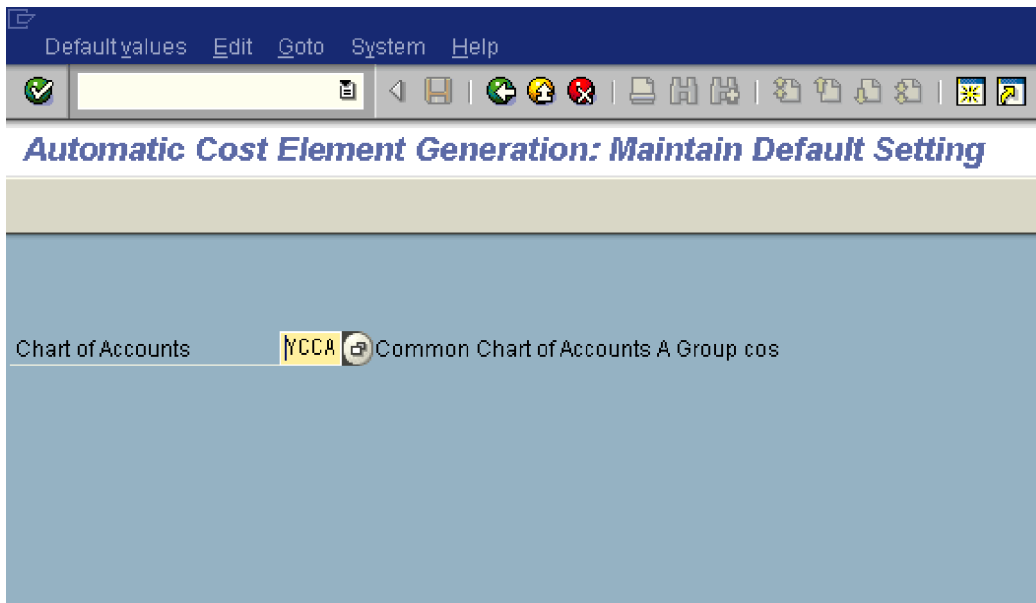 Default values Edit Goto System Help
Automatic Cost Element Generation: Maintain Default Setting
Chart of Accounts YCCA Common Chart of Accounts A Group cos